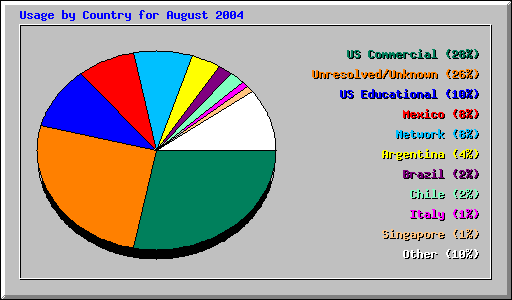 Usage by Country for August 2004
US Commercial (28%)
Unresolved/Unknown (26%)
US Educational (10%)
Mexico (8%)
Network (8%)
Argentina (4%)
Brazil (2%)
Chile (2%)
Italy (1%)
Singapore (1%)
Other (10%)